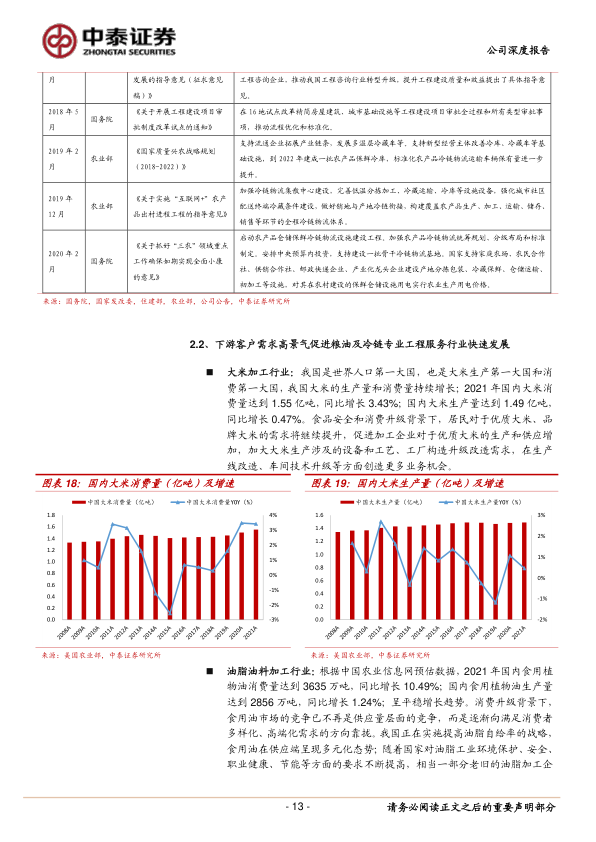 中泰证券
ZHONGTAI SECURITIES
公司深度报告
月 发展的指导意见（征求意见 工程咨询的企业，推动我国工程咨询行业转型升级，提升工程建设质量和效益提出了具体指导意
稿）》 见。
2018 年 5 《关于开展工程建设项目审 在 16 地试点改革精简房屋建筑、城市基础设施等工程建设项目审批全过程和所有类型审批事
月 国务院 批制度改革试点的通知》 项，推动流程优化和标准化。
支持流通企业拓展产业链条，发展多温层冷藏车等，支持新型经营主体改善冷库、冷藏车等基
2019 年 2 农业部 《国家质量兴农战略规划 础设施，到 2022 年建成一批农产品保鲜冷库，标准化农产品冷链物流运输车辆保有量进一步
月 （2018-2022）》 提升。
加强冷链物流集散中心建设，完善低温分拣加工、冷藏运输、冷库等设施设备，强化城市社区
2019 年 农业部 《关于实施“互联网+”农产 配送终端冷藏条件建设，做好销地与产地冷链衔接，构建覆盖农产品生产、加工、运输、储存、
12 月 品出村进程工程的指导意见》 销售等环节的全程冷链物流体系。
启动农产品仓储保鲜冷链物流设施建设工程，加强农产品冷链物流统筹规划、分级布局和标准
2020 年 2 国务院 《关于抓好“三农”领域重点 制定。安排中央预算内投资，支持建设一批骨干冷链物流基地。国家支持家庭农场、农民合作
月 工作确保如期实现全面小康 社、供销合作社、邮政快递企业、产业化龙头企业建设产地分拣包装、冷藏保鲜、仓储运输、
的意见》 初加工等设施，对其在农村建设的保鲜仓储设施用电实行农业生产用电价格。
来源：国务院，国家发改委，住建部，农业部，公司公告，中泰证券研究所
2.2、下游客户需求高景气促进粮油及冷链专业工程服务行业快速发展
■ 大米加工行业：我国是世界人口第一大国，也是大米生产第一大国和消
费第一大国，我国大米的生产量和消费量持续增长；2021 年国内大米消
费量达到 1.55 亿吨，同比增长 3.43%；国内大米生产量达到 1.49 亿吨，
同比增长 0.47%。食品安全和消费升级背景下，居民对于优质大米、品
牌大米的需求将继续提升，促进加工企业对于优质大米的生产和供应增
加，加大大米生产涉及的设备和工艺、工厂构造升级改造需求，在生产
线改造、车间技术升级等方面创造更多业务机会。
图表 18：国内大米消费量（亿吨）及增速
中国大米消费量（亿吨） 中国大米消费量YOY（%）
1.8 4%
1.6 3%
1.4 2%
1.2 1%
1.0 0%
0.8 -1%
0.6 -2%
0.4 -3%
0.2
0.0
2008A 2009A 2010A 2011A 2012A 2013A 2014A 2015A 2016A 2017A 2018A 2019A 2020A 2021A
来源：美国农业部，中泰证券研究所
图表 19：国内大米生产量（亿吨）及增速
中国大米生产量（亿吨） 中国大米生产量YOY（%）
1.6 3%
1.4 2%
1.2 1%
1.0 0%
0.8 -1%
0.6 -2%
0.4
0.2
0.0
2008A 2009A 2010A 2011A 2012A 2013A 2014A 2015A 2016A 2017A 2018A 2019A 2020A 2021A
来源：美国农业部，中泰证券研究所
■ 油脂油料加工行业：根据中国农业信息网预估数据，2021 年国内食用植
物油消费量达到 3635 万吨，同比增长 10.49%；国内食用植物油生产量
达到 2856 万吨，同比增长 1.24%；呈平稳增长趋势。消费升级背景下，
食用油市场的竞争已不再是供应量层面的竞争，而是逐渐向满足消费者
多样化、高端化需求的方向靠拢。我国正在实施提高油脂自给率的战略，
食用油在供应端呈现多元化态势；随着国家对油脂工业环境保护、安全、
职业健康、节能等方面的要求不断提高，相当一部分老旧的油脂加工企
- 13 -
请务必阅读正文之后的重要声明部分